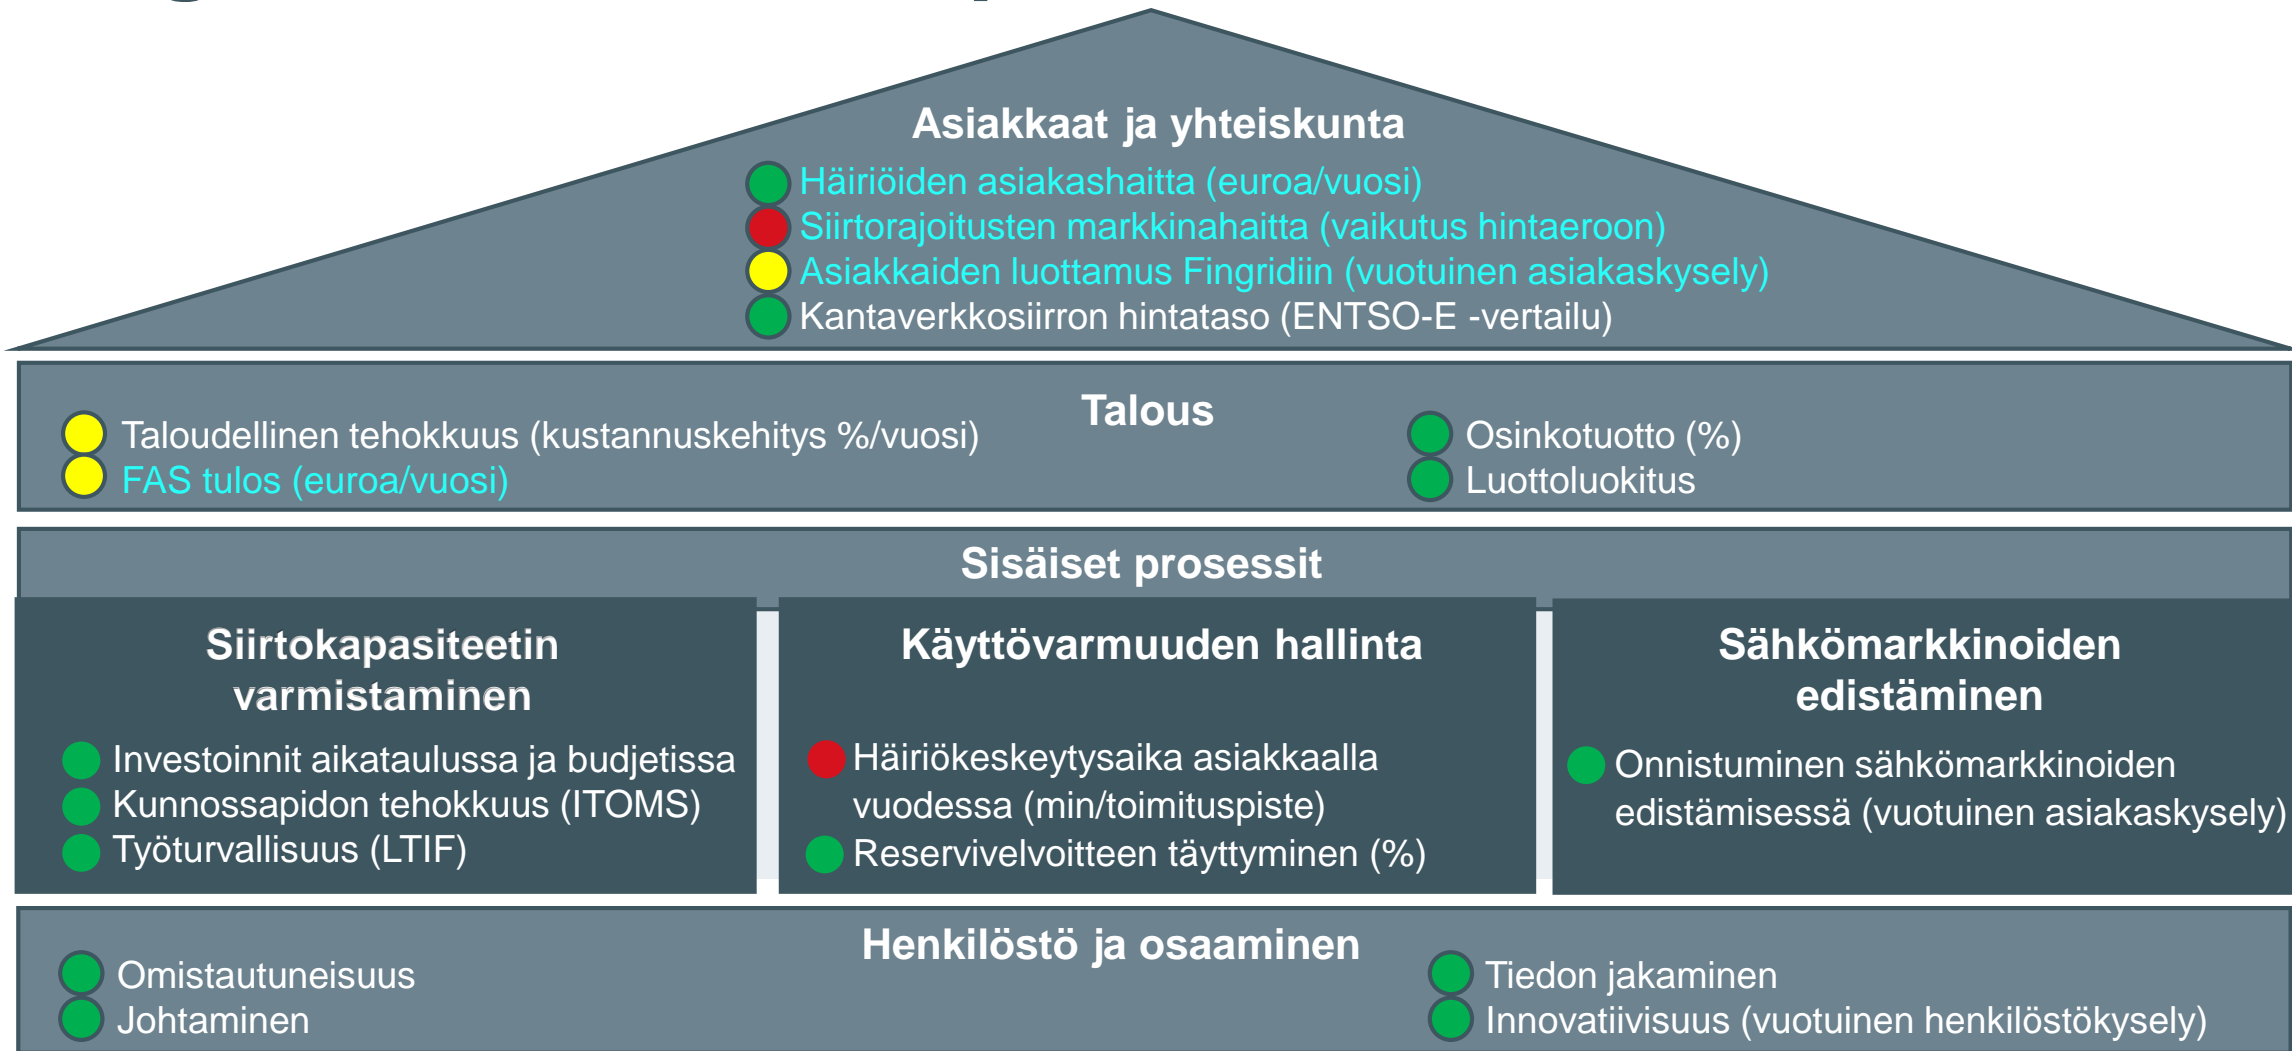 Asiakkaat ja yhteiskunta
Häiriöiden asiakashaitta (euroa/vuosi)
Siirtorajoitusten markkinahaitta (vaikutus hintaeroon)
Asiakkaiden luottamus Fingridiin (vuotuinen asiakaskysely)
Kantaverkkosiirron hintataso (ENTSO-E -vertailu)
Talous
Taloudellinen tehokkuus (kustannuskehitys %/vuosi)
FAS tulos (euroa/vuosi)
Osinkotuotto (%)
Luottoluokitus
Sisäiset prosessit
Siirtokapasiteetin
varmistaminen
Investoinnit aikataulussa ja budjetissa
Kunnossapidon tehokkuus (ITOMS)
Työturvallisuus (LTIF)
Käyttövarmuuden hallinta
Häiriökeskeytysaika asiakkaalla
vuodessa (min/toimituspiste)
Reservivelvoitteen täyttyminen (%)
Sähkömarkkinoiden
edistäminen
Onnistuminen sähkömarkkinoiden
edistämisessä (vuotuinen asiakaskysely)
Henkilöstö ja osaaminen
Omistautuneisuus
Johtaminen
Tiedon jakaminen
Innovatiivisuus (vuotuinen henkilöstökysely)